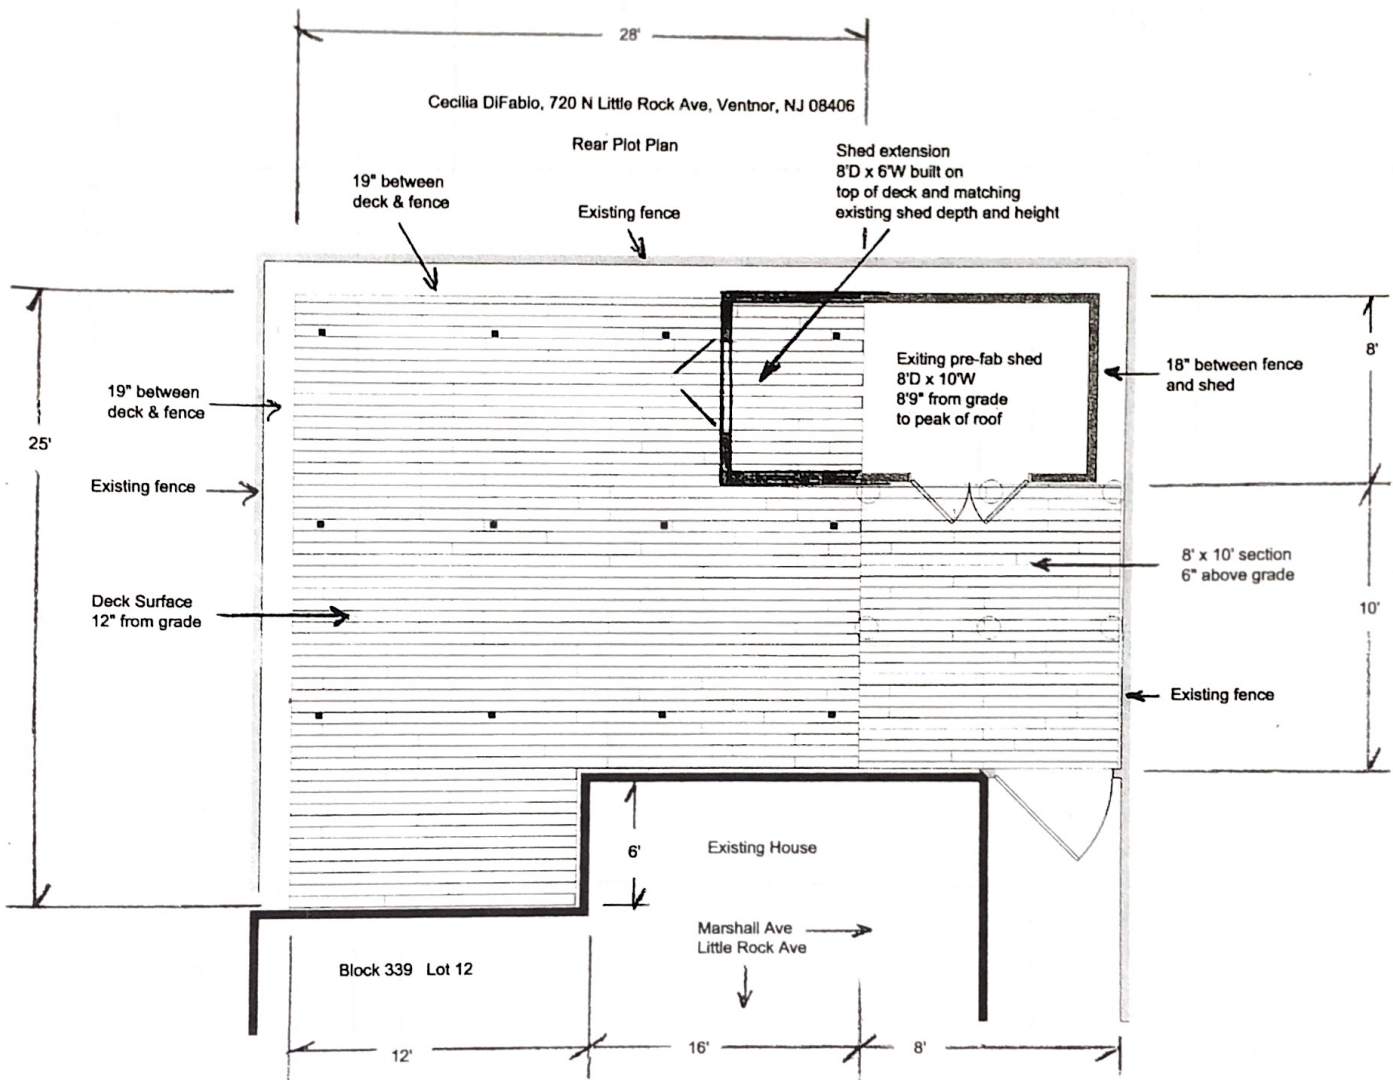 28'
Cecilia DiFabio, 720 N Little Rock Ave, Ventnor, NJ 08406
Rear Plot Plan
Shed extension
8'D x 6'W built on
top of deck and matching
existing shed depth and height
19" between
deck & fence
Existing fence
8'
Exiting pre-fab shed
8'D x 10'W
8'9" from grade
to peak of roof
18" between fence
and shed
19" between
deck & fence
25'
Existing fence
8' x 10' section
6" above grade
Deck Surface
12" from grade
10'
Existing fence
6'
Existing House
Marshall Ave
Little Rock Ave
Block 339 Lot 12
12'
16'
8'